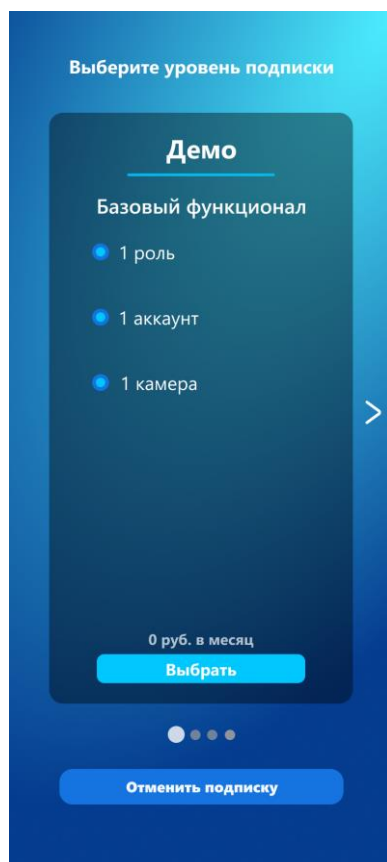 Выберите уровень подписки
Демо
Базовый функционал
1 роль
1 аккаунт
1 камера
0 руб. в месяц
Выбрать
Отменить подписку